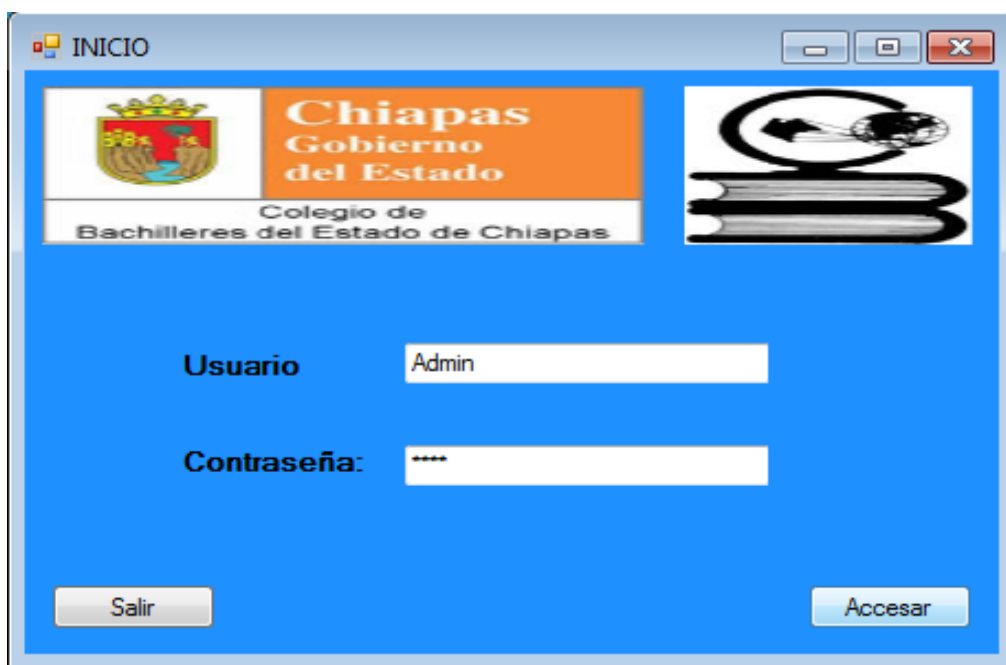 INICIO
Chiapas
Gobierno
del Estado
Colegio de
Bachilleres del Estado de Chiapas
Usuario
Admin
Contraseña:
****
Salir
Accesar